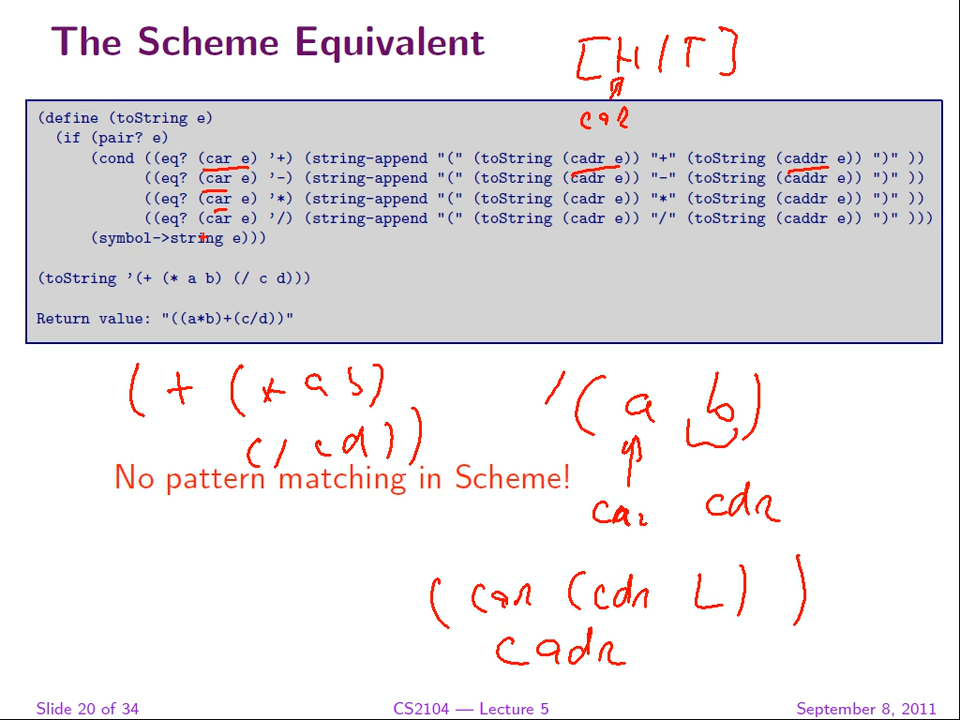 The Scheme Equivalent
[H/T]
car
(define (toString e)
  (if (pair? e)
      (cond ((eq? (car e) '+) (string-append "(" (toString (cadr e)) "+" (toString (caddr e)) ")" ))
            ((eq? (car e) '-) (string-append "(" (toString (cadr e)) "-" (toString (caddr e)) ")" ))
            ((eq? (car e) '*) (string-append "(" (toString (cadr e)) "*" (toString (caddr e)) ")" ))
            ((eq? (car e) '/) (string-append "(" (toString (cadr e)) "/" (toString (caddr e)) ")" )))
      (symbol->string e)))
(toString '(+ (* a b) (/ c d)))
Return value: "((a*b)+(c/d))"
(+ (* a b)
(/ c d))
'(a b)
No pattern matching in Scheme!
car cdr
(car (cdr L))
cadr
Slide 20 of 34 CS2104 — Lecture 5 September 8, 2011